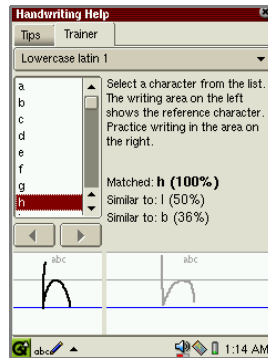 Handwriting Help
Tips Trainer
Lowercase latin 1
a
b
c
d
e
f
g
h
Select a character from the list.
The writing area on the left
shows the reference character.
Practice writing in the area on
the right.
Matched: h (100%)
Similar to: l (50%)
Similar to: b (36%)
abc abc
h h
abc 1:14 AM